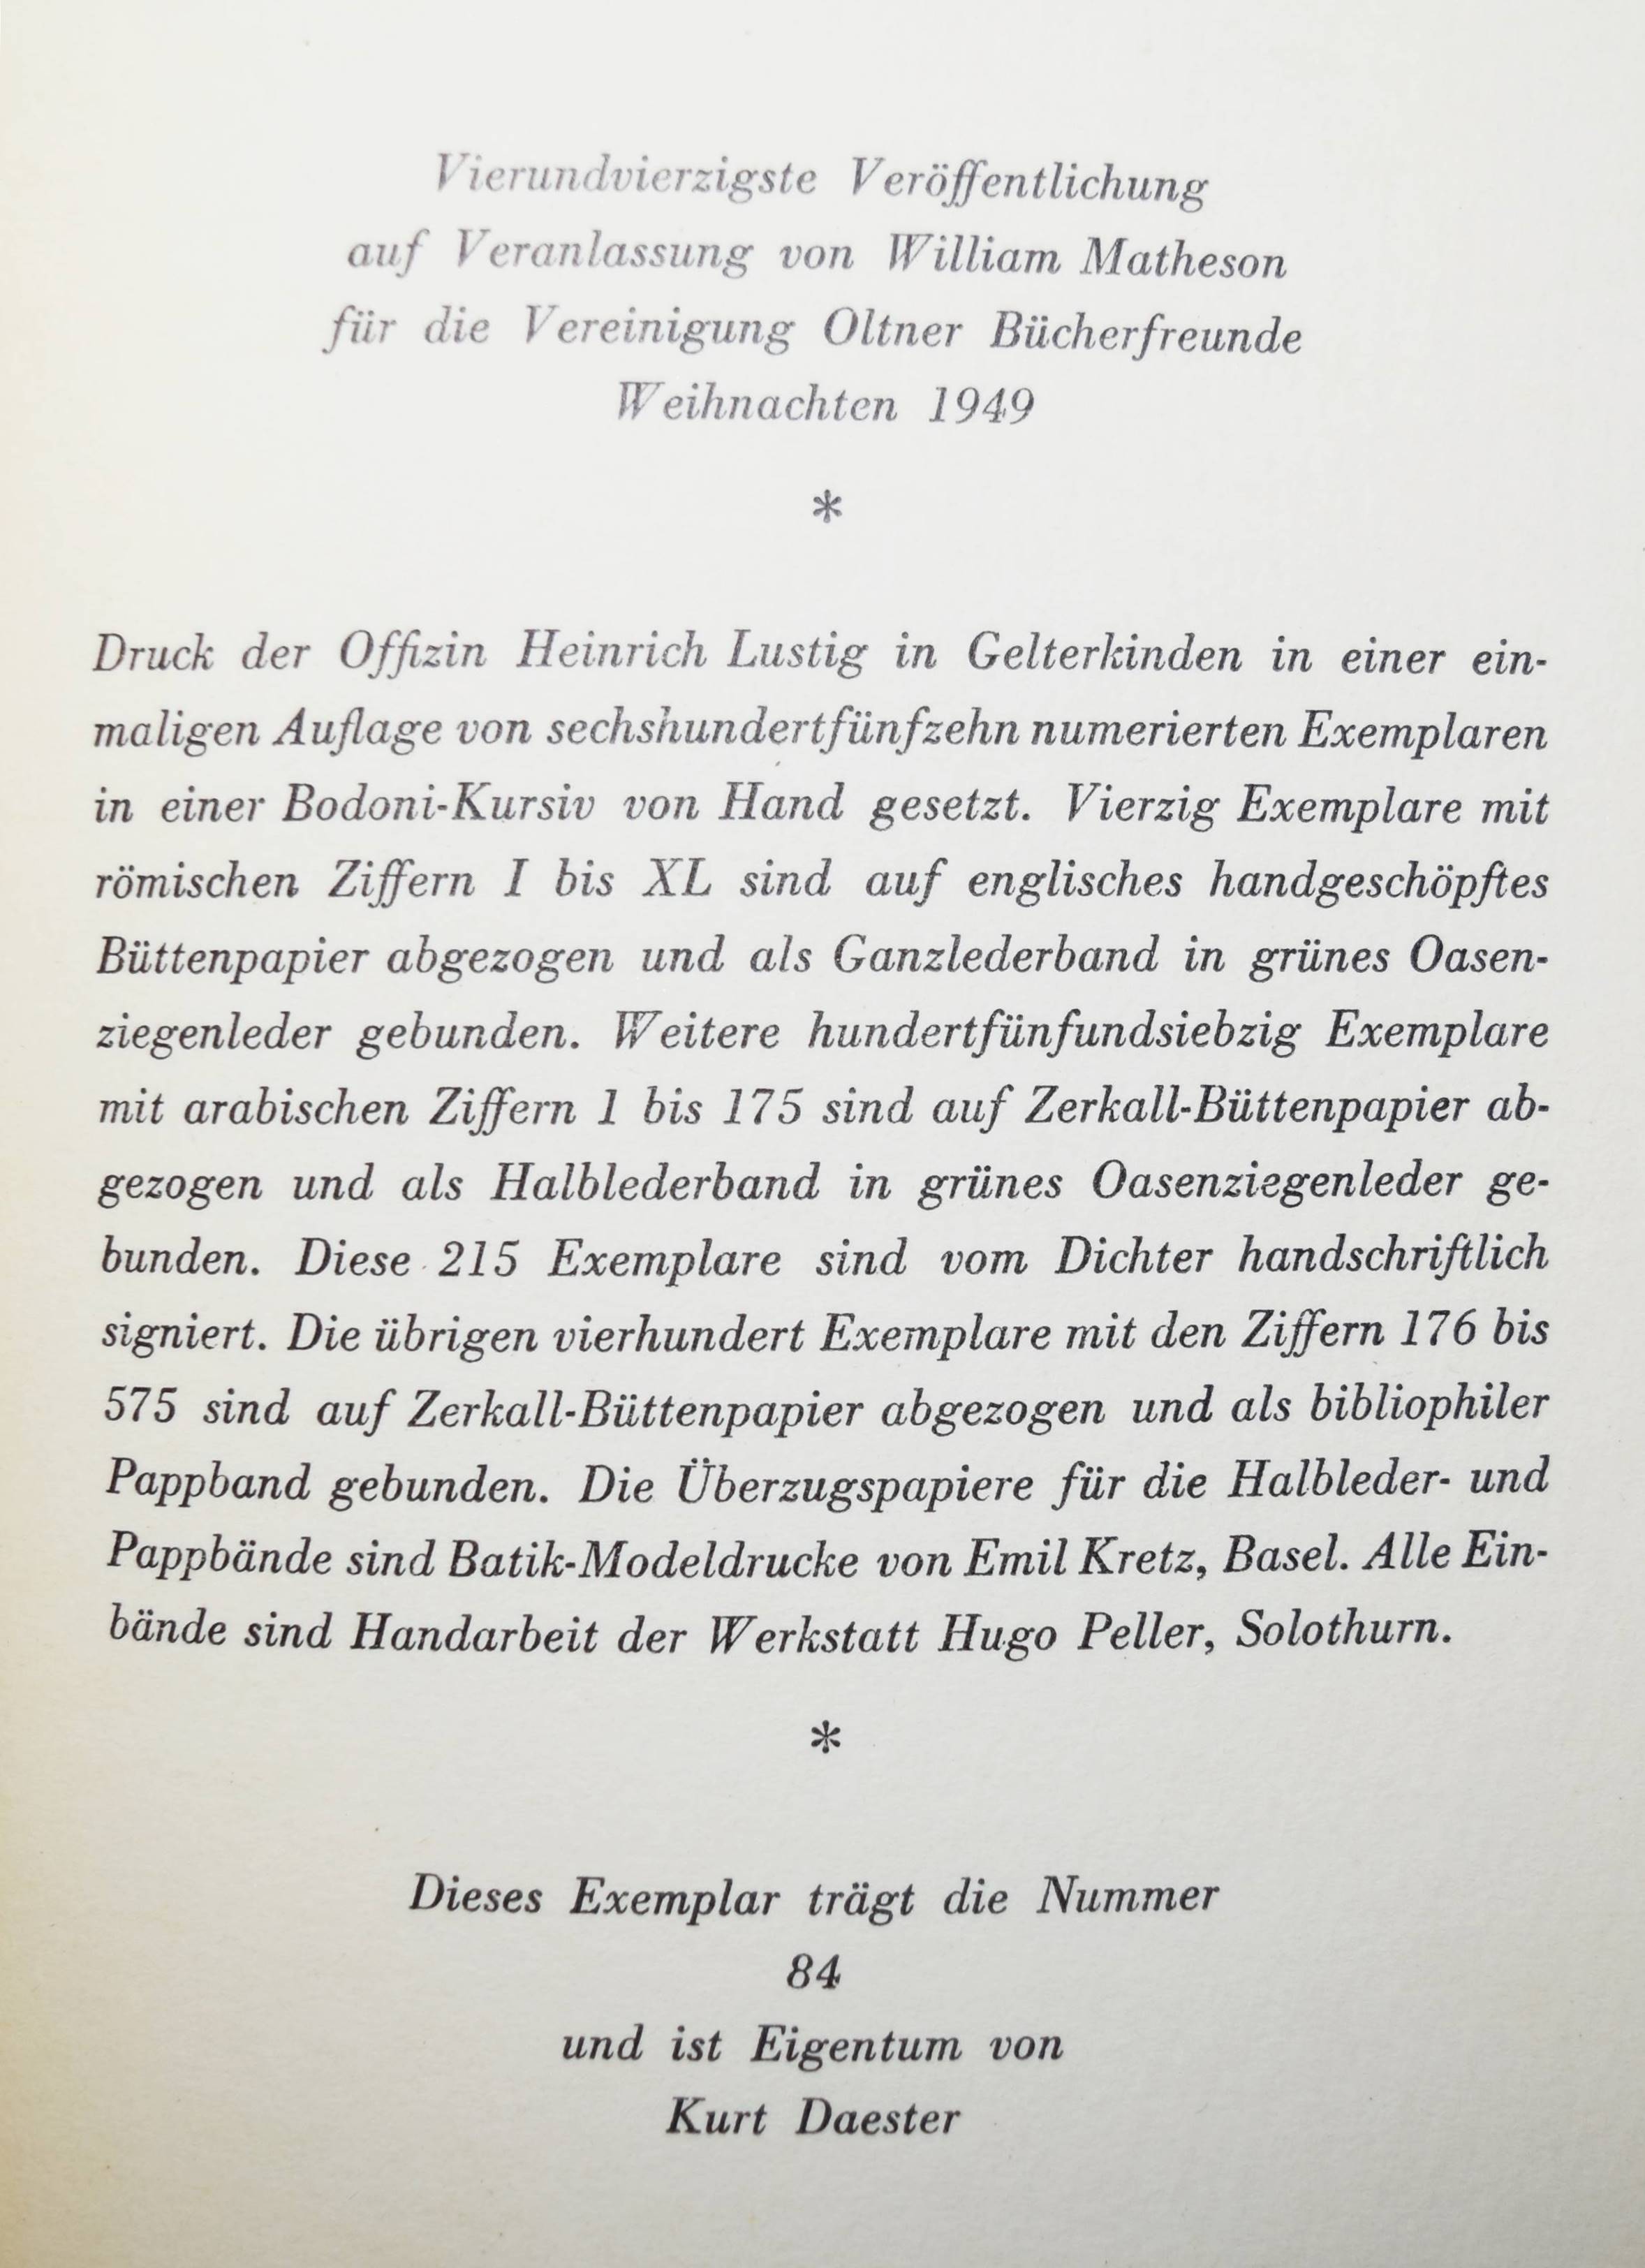 Vierundvierzigste Veröffentlichung
auf Veranlassung von William Matheson
für die Vereinigung Oltner Bücherfreunde
Weihnachten 1949
*
Druck der Offizin Heinrich Lustig in Gelterkinden in einer ein-
maligen Auflage von sechshundertfünfzehn numerierten Exemplaren
in einer Bodoni-Kursiv von Hand gesetzt. Vierzig Exemplare mit
römischen Ziffern I bis XL sind auf englisches handgeschöpftes
Büttenpapier abgezogen und als Ganzlederband in grünes Oasen-
ziegenleder gebunden. Weitere hundertfünfundsiebzig Exemplare
mit arabischen Ziffern 1 bis 175 sind auf Zerkall-Büttenpapier ab-
gezogen und als Halblederband in grünes Oasenziegenleder ge-
bunden. Diese 215 Exemplare sind vom Dichter handschriftlich
signiert. Die übrigen vierhundert Exemplare mit den Ziffern 176 bis
575 sind auf Zerkall-Büttenpapier abgezogen und als bibliophiler
Pappband gebunden. Die Überzugspapiere für die Halbleder- und
Pappbände sind Batik-Modeldrucke von Emil Kretz, Basel. Alle Ein-
bände sind Handarbeit der Werkstatt Hugo Peller, Solothurn.
*
Dieses Exemplar trägt die Nummer
84
und ist Eigentum von
Kurt Daester